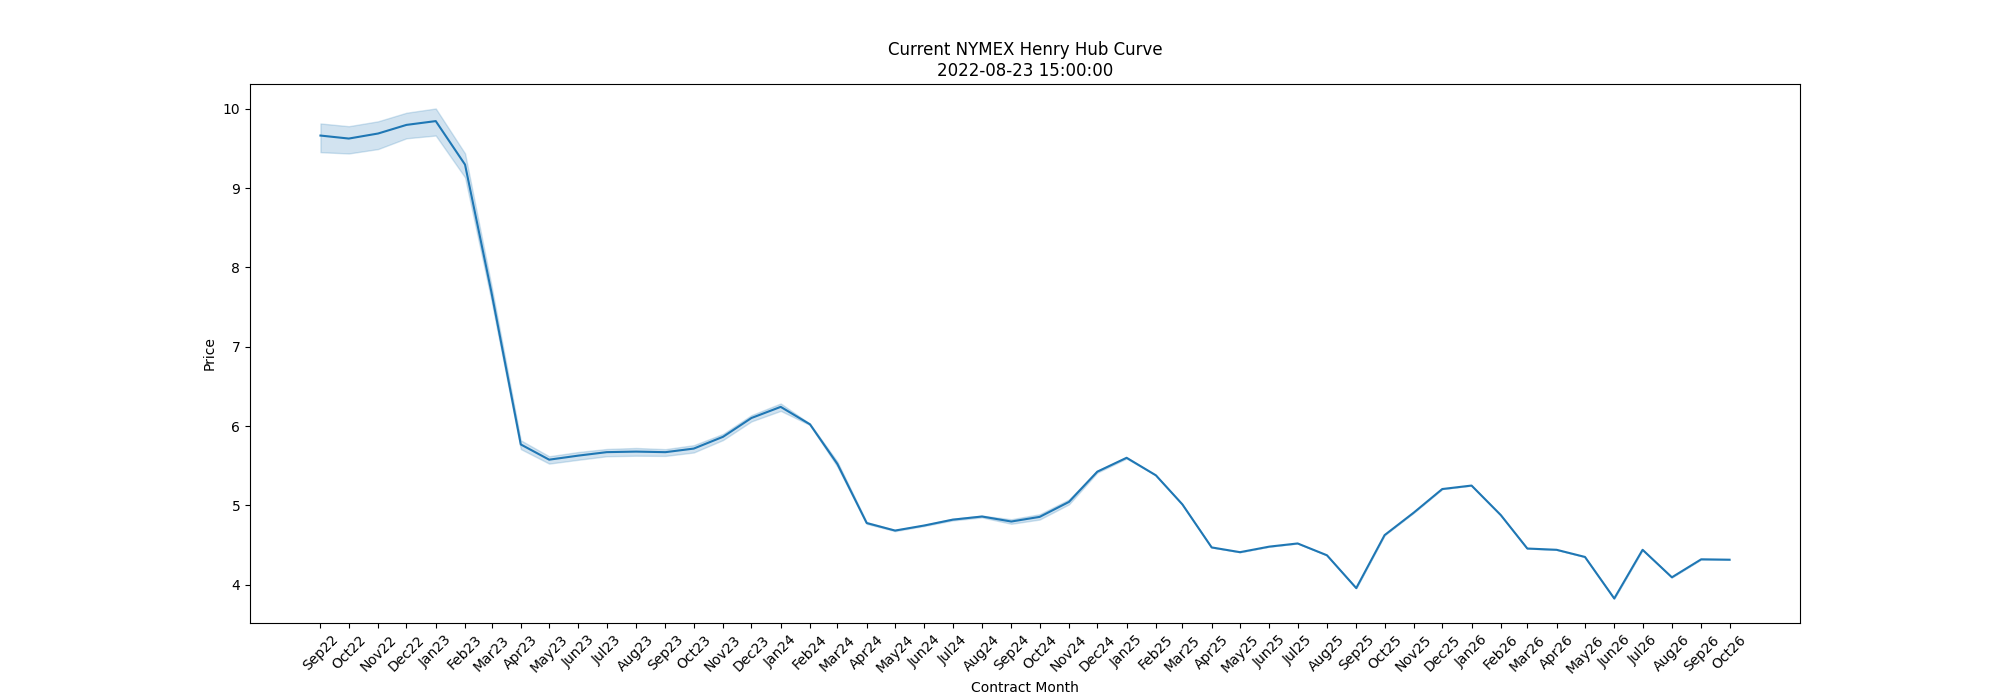 Current NYMEX Henry Hub Curve
2022-08-23 15:00:00
10
9
8
7
6
5
4
Price
Sep22 Oct22 Nov22 Dec22 Jan23 Feb23 Mar23 Apr23 May23 Jun23 Jul23 Aug23 Sep23 Oct23 Nov23 Dec23 Jan24 Feb24 Mar24 Apr24 May24 Jun24 Jul24 Aug24 Sep24 Oct24 Nov24 Dec24 Jan25 Feb25 Mar25 Apr25 May25 Jun25 Jul25 Aug25 Sep25 Oct25 Nov25 Dec25 Jan26 Feb26 Mar26 Apr26 May26 Jun26 Jul26 Aug26 Sep26 Oct26
Contract Month